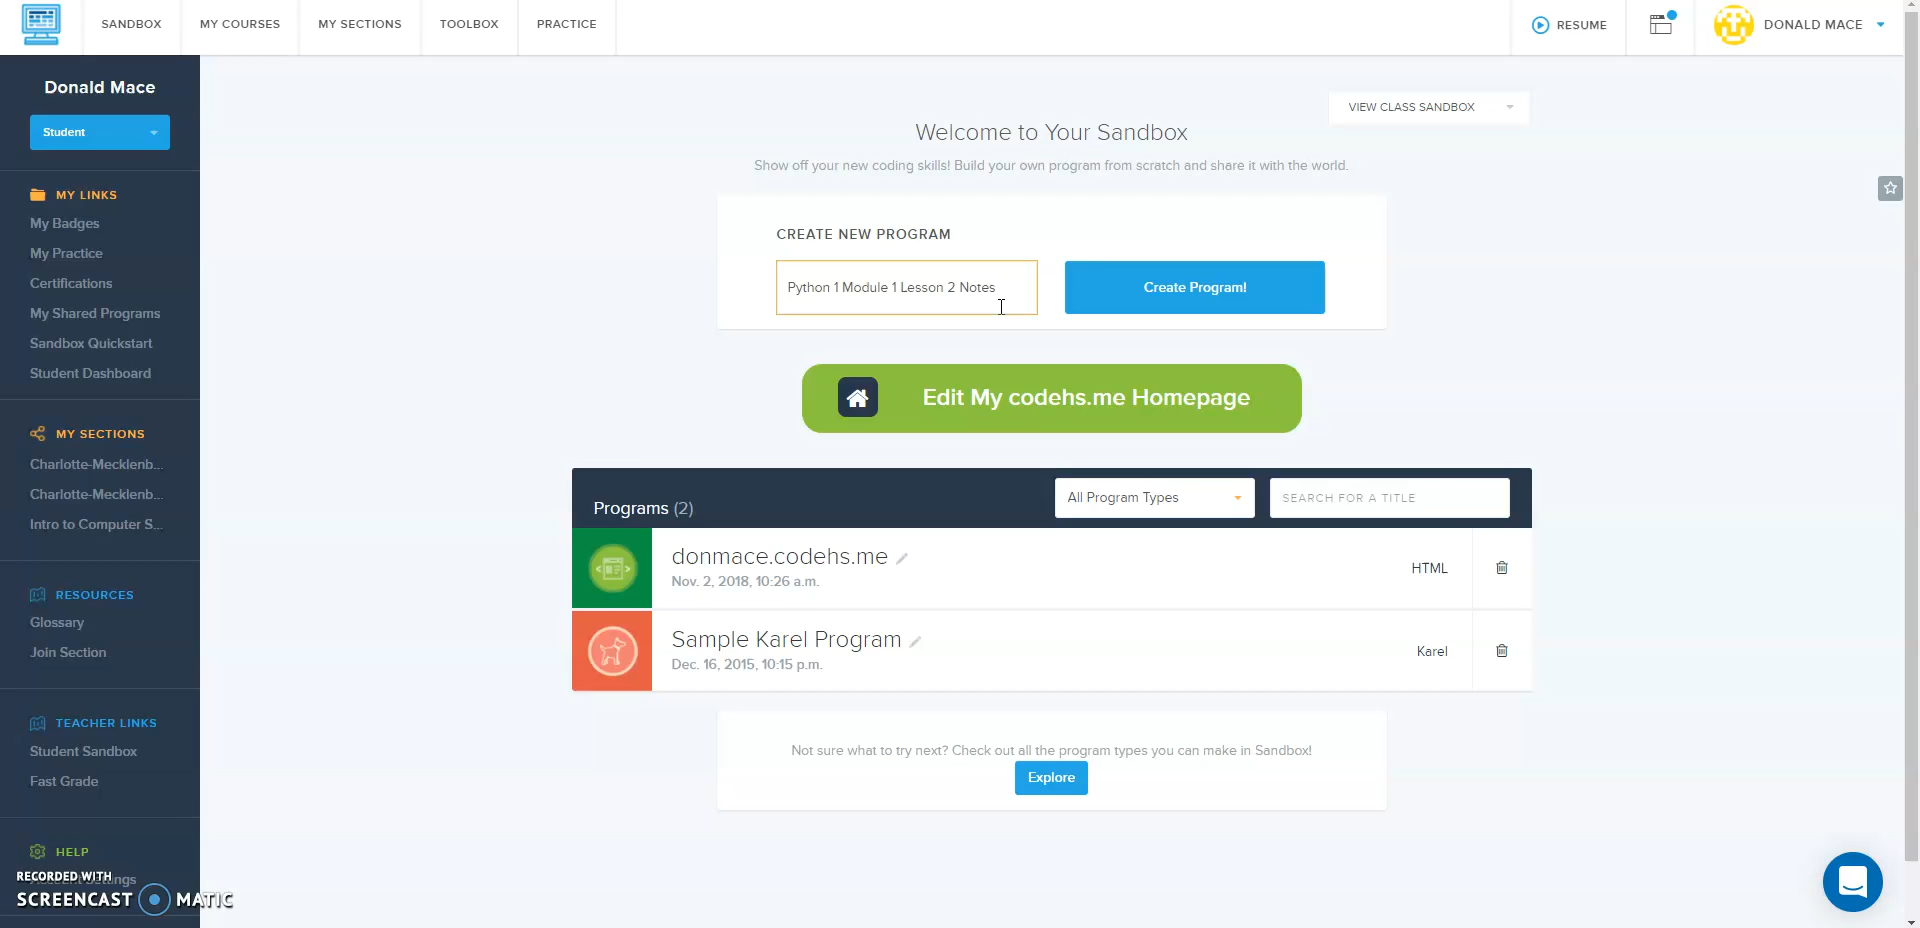 SANDBOX
MY COURSES
MY SECTIONS
TOOLBOX
PRACTICE
RESUME
DONALD MACE
Donald Mace
Student
MY LINKS
My Badges
My Practice
Certifications
My Shared Programs
Sandbox Quickstart
Student Dashboard
MY SECTIONS
Charlotte-Mecklenb...
Charlotte-Mecklenb...
Intro to Computer S...
RESOURCES
Glossary
Join Section
TEACHER LINKS
Student Sandbox
Fast Grade
HELP
Account Settings
RECORDED WITH
SCREENCAST MATIC
VIEW CLASS SANDBOX
Welcome to Your Sandbox
Show off your new coding skills! Build your own program from scratch and share it with the world.
CREATE NEW PROGRAM
Python 1 Module 1 Lesson 2 Notes
Create Program!
Edit My codehs.me Homepage
Programs (2)
All Program Types
SEARCH FOR A TITLE
donmace.codehs.me
Nov. 2, 2018, 10:26 a.m.
HTML
Sample Karel Program
Dec. 16, 2015, 10:15 p.m.
Karel
Not sure what to try next? Check out all the program types you can make in Sandbox!
Explore